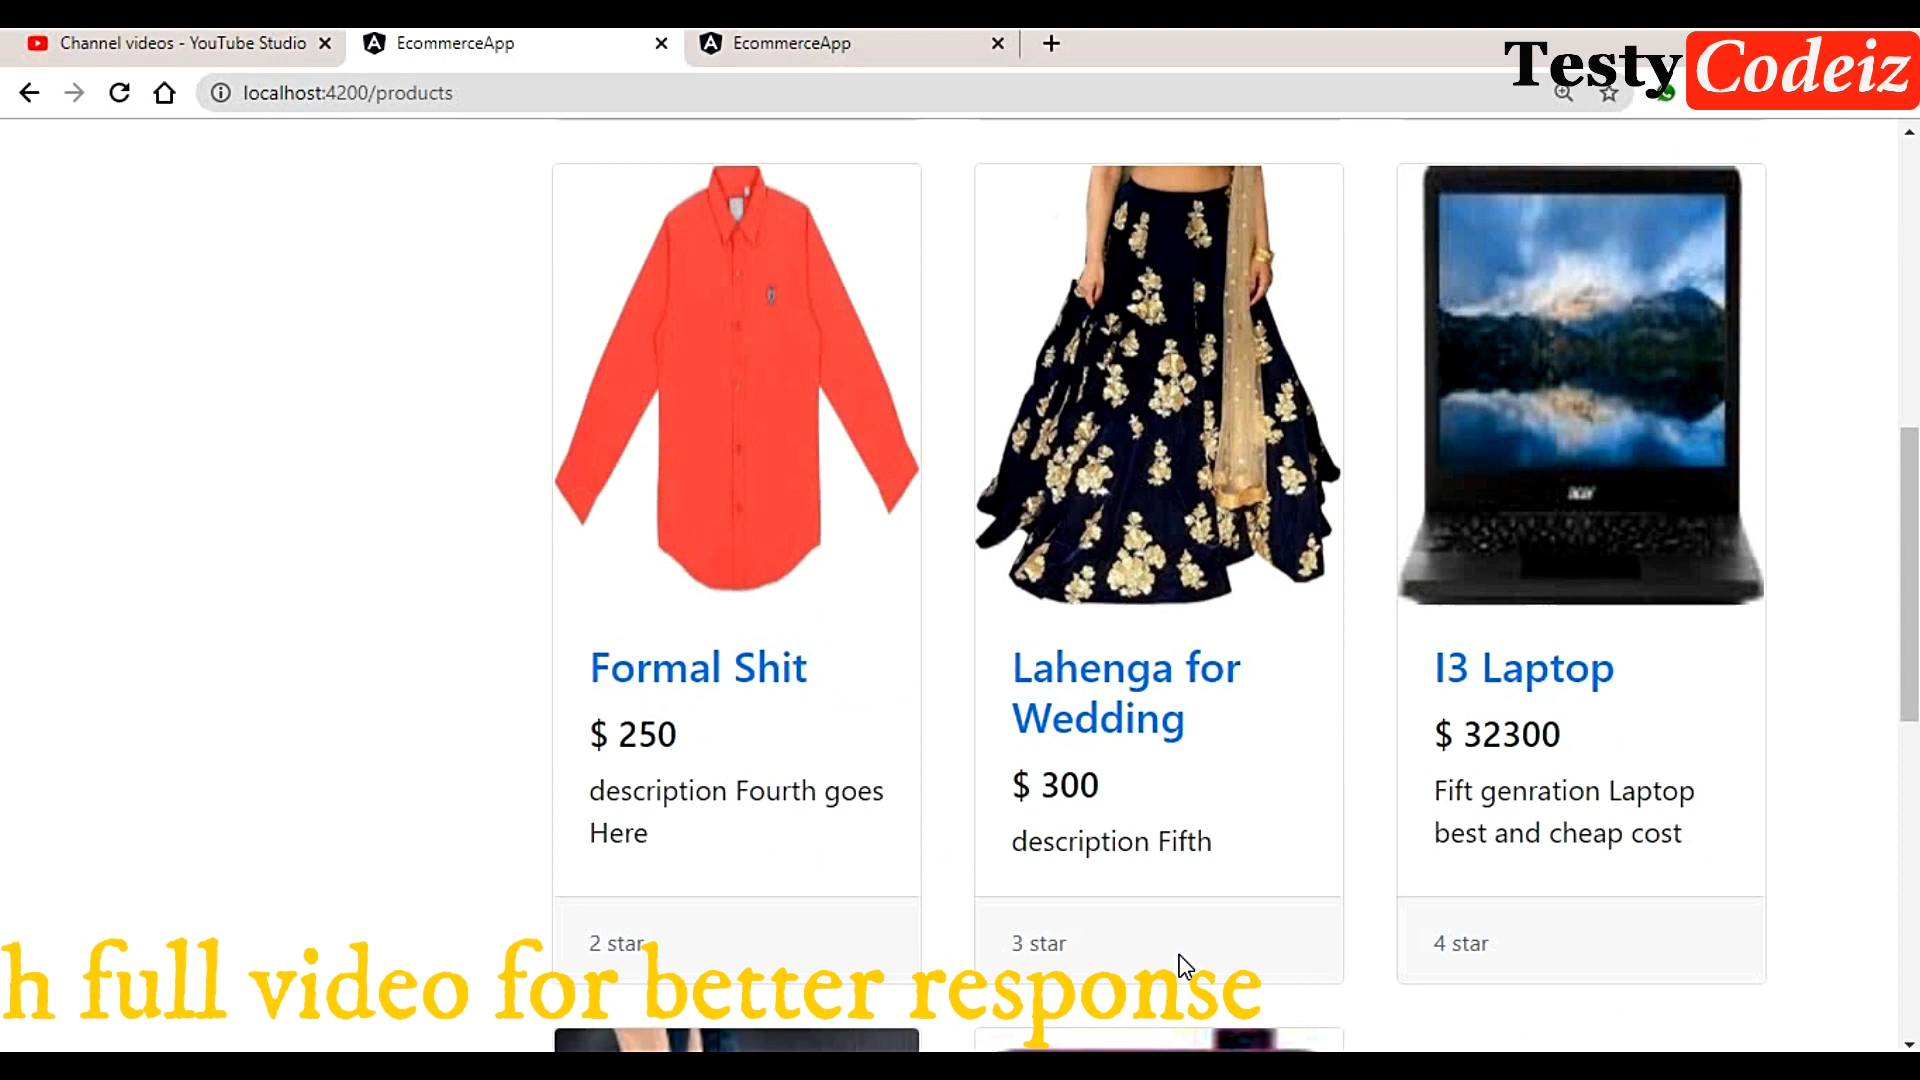 Channel videos - YouTube Studio
EcommerceApp
EcommerceApp
Testy Codeiz
localhost:4200/products
acer
Formal Shit
$ 250
description Fourth goes
Here
2 star
Lahenga for
Wedding
$ 300
description Fifth
3 star
I3 Laptop
$ 32300
Fift genration Laptop
best and cheap cost
4 star
h full video for better response